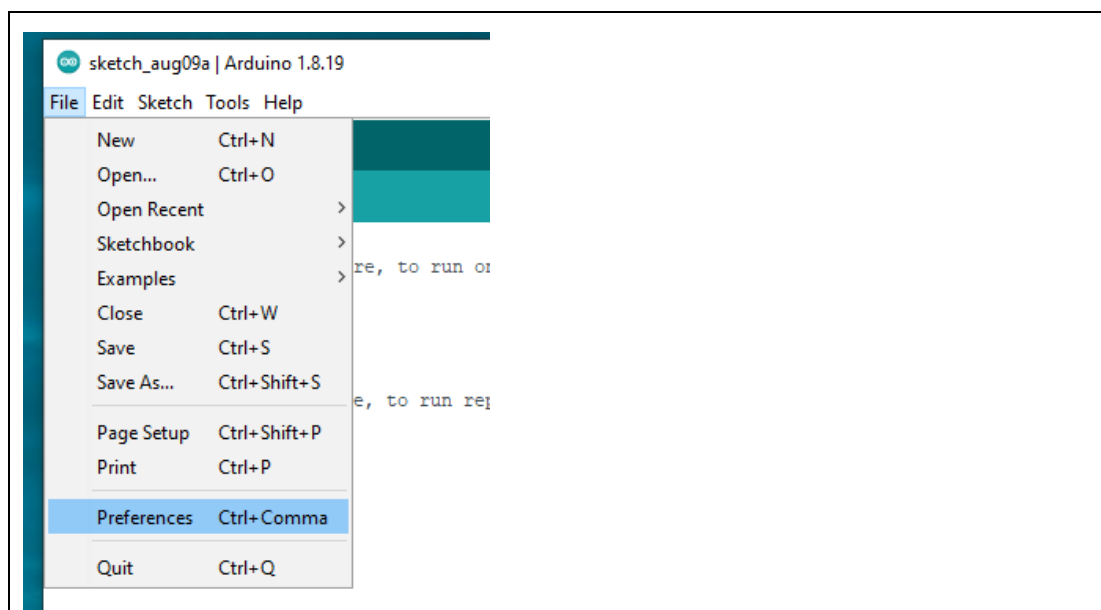 sketch_aug09a | Arduino 1.8.19
File Edit Sketch Tools Help
New Ctrl+N
Open... Ctrl+O
Open Recent >
Sketchbook >
Examples >
re, to run
Close Ctrl+W
Save Ctrl+S
Save As... Ctrl+Shift+S
e, to run
Page Setup Ctrl+Shift+P
Print Ctrl+P
Preferences Ctrl+Comma
Quit Ctrl+Q